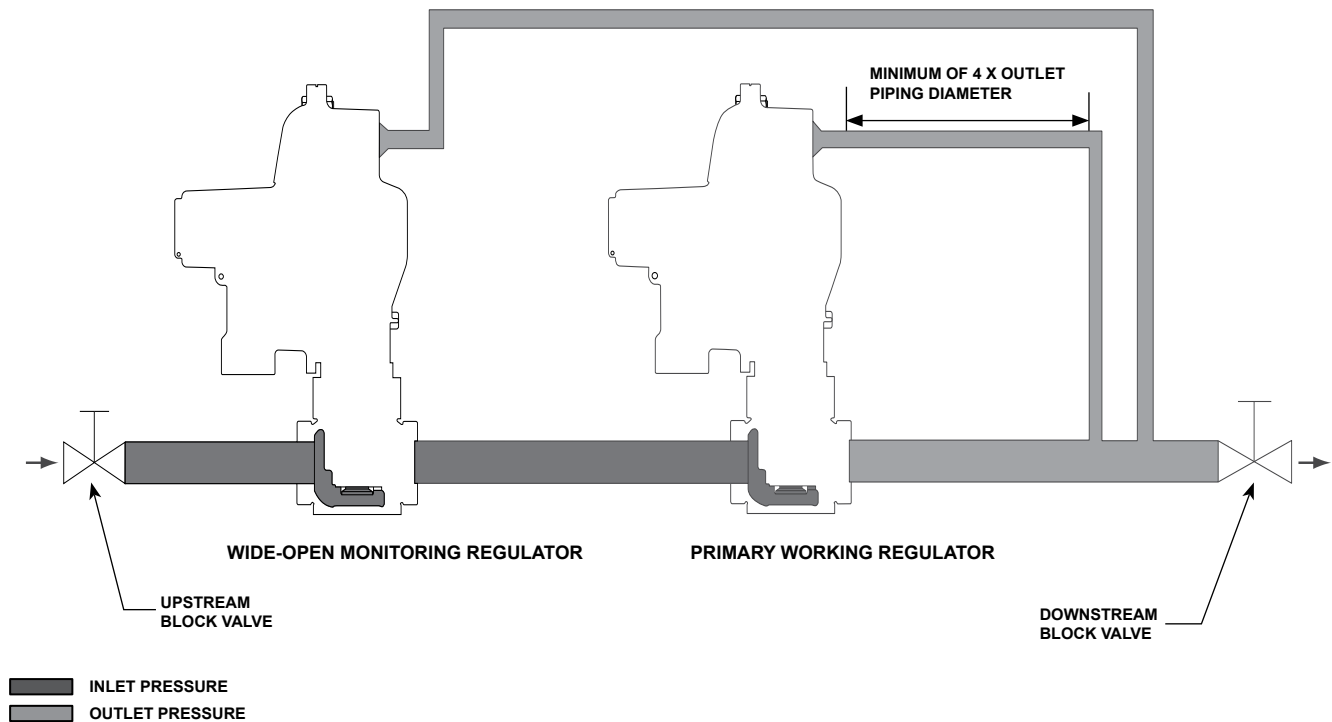 MINIMUM OF 4 X OUTLET
PIPING DIAMETER
WIDE-OPEN MONITORING REGULATOR
PRIMARY WORKING REGULATOR
UPSTREAM
BLOCK VALVE
DOWNSTREAM
BLOCK VALVE
INLET PRESSURE
OUTLET PRESSURE